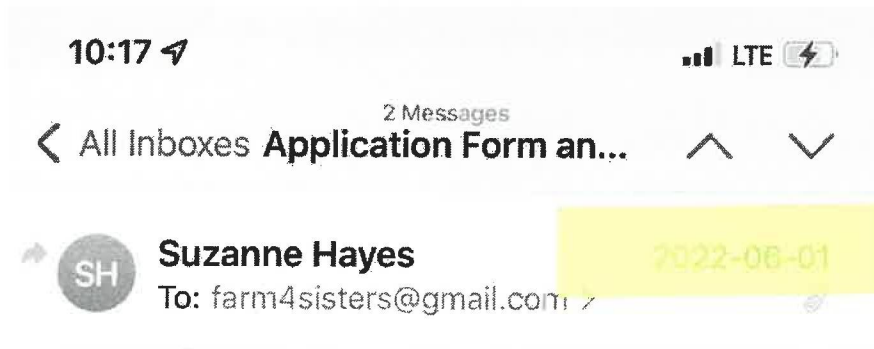 10:17
LTE
2 Messages
All Inboxes Application Form an...
SH Suzanne Hayes 2022-06-01
To: farm4sisters@gmail.com